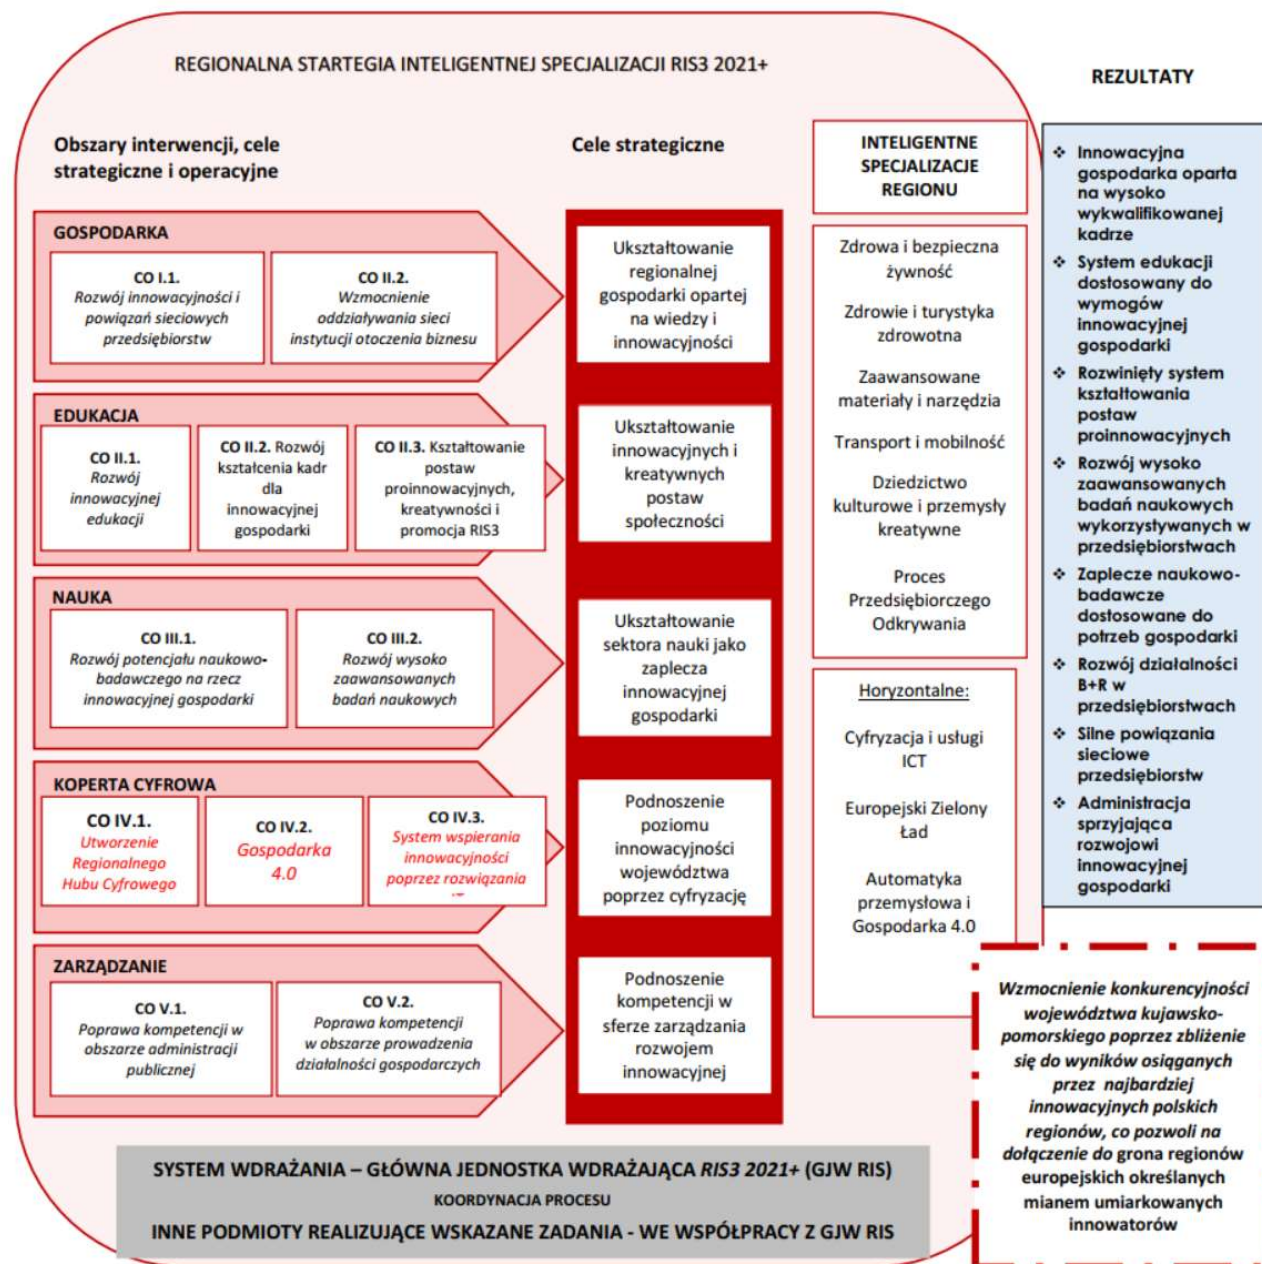 REGIONALNA STARTEGIA INTELIGENTNEJ SPECJALIZACJI RIS3 2021+
Obszary interwencji, cele
strategiczne i operacyjne
GOSPODARKA
CO I.1.
Rozwój innowacyjności i
powiązań sieciowych
przedsiębiorstw
CO II.2.
Wzmocnienie
oddziaływania sieci
instytucji otoczenia biznesu
EDUKACJA
CO II.1.
Rozwój
innowacyjnej
edukacji
CO II.2. Rozwój
kształcenia kadr
dla
innowacyjnej
gospodarki
CO II.3. Kształtowanie
postaw
proinnowacyjnych,
kreatywności i
promocja RIS3
NAUKA
CO III.1.
Rozwój potencjału naukowo-
badawczego na rzecz
innowacyjnej gospodarki
CO III.2.
Rozwój wysoko
zaawansowanych
badań naukowych
KOPERTA CYFROWA
CO IV.1.
Utworzenie
Regionalnego
Hubu Cyfrowego
CO IV.2.
Gospodarka
4.0
CO IV.3.
System wspierania
innowacyjności
poprzez rozwiązania
ZARZĄDZANIE
CO V.1.
Poprawa kompetencji w
obszarze administracji
publicznej
CO V.2.
Poprawa kompetencji
w obszarze prowadzenia
działalności gospodarczych
Cele strategiczne
Ukształtowanie
regionalnej
gospodarki opartej
na wiedzy i
innowacyjności
Ukształtowanie
innowacyjnych i
kreatywnych
postaw
społeczności
Ukształtowanie
sektora nauki jako
zaplecza
innowacyjnej
gospodarki
Podnoszenie
poziomu
innowacyjności
województwa
poprzez cyfryzację
Podnoszenie
kompetencji w
sferze zarządzania
rozwojem
innowacyjnej
INTELIGENTNE
SPECJALIZACJE
REGIONU
Zdrowa i bezpieczna
żywność
Zdrowie i turystyka
zdrowotna
Zaawansowane
materiały i narzędzia
Transport i mobilność
Dziedzictwo
kulturowe i przemysły
kreatywne
Proces
Przedsiębiorczego
Odkrywania
Horyzontalne:
Cyfryzacja i usługi
ICT
Europejski Zielony
Ład
Automatyka
przemysłowa i
Gospodarka 4.0
REZULTATY
❖ Innowacyjna
gospodarka oparta
na wysoko
wykwalifikowanej
kadrze
❖ System edukacji
dostosowany do
wymogów
innowacyjnej
gospodarki
❖ Rozwinięty system
kształtowania
postaw
proinnowacyjnych
❖ Rozwój wysoko
zaawansowanych
badań naukowych
wykorzystywanych w
przedsiębiorstwach
❖ Zaplecze naukowo-
badawcze
dostosowane do
potrzeb gospodarki
❖ Rozwój działalności
B+R w
przedsiębiorstwach
❖ Silne powiązania
sieciowe
przedsiębiorstw
❖ Administracja
sprzyjająca
rozwojowi
innowacyjnej
gospodarki
Wzmocnienie konkurencyjności
województwa kujawsko-
pomorskiego poprzez zbliżenie
się do wyników osiąganych
przez najbardziej
innowacyjnych polskich
regionów, co pozwoli na
dołączenie do grona regionów
europejskich określanych
mianem umiarkowanych
innowatorów
SYSTEM WDRAŻANIA – GŁÓWNA JEDNOSTKA WDRAŻAJĄCA RIS3 2021+ (GJW RIS)
KOORDYNACJA PROCESU
INNE PODMIOTY REALIZUJĄCE WSKAZANE ZADANIA - WE WSPÓŁPRACY Z GJW RIS